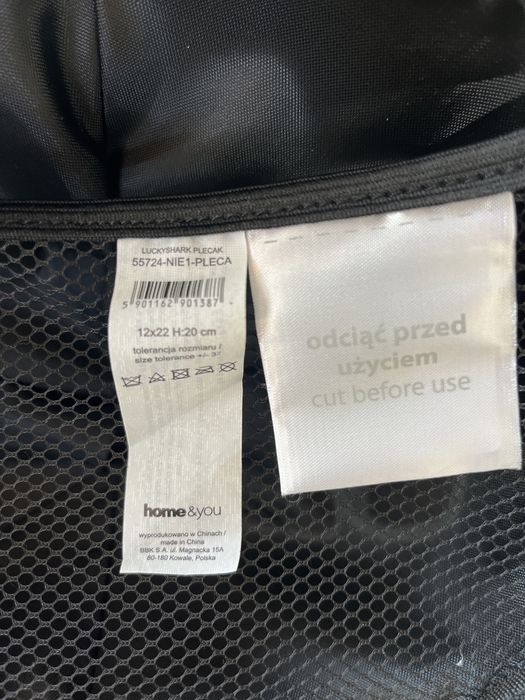 LUCKYSHARK PLECAK
55724-NIE1-PLECA
5 901162 901387
12x22 H:20 cm
tolerancja rozmiaru /
size tolerance +/- 3%
home&you
wyprodukowano w Chinach /
made in China
BBK S.A. ul. Magnacka 15A
80-180 Kowale, Polska
odciąć przed
użyciem
cut before use